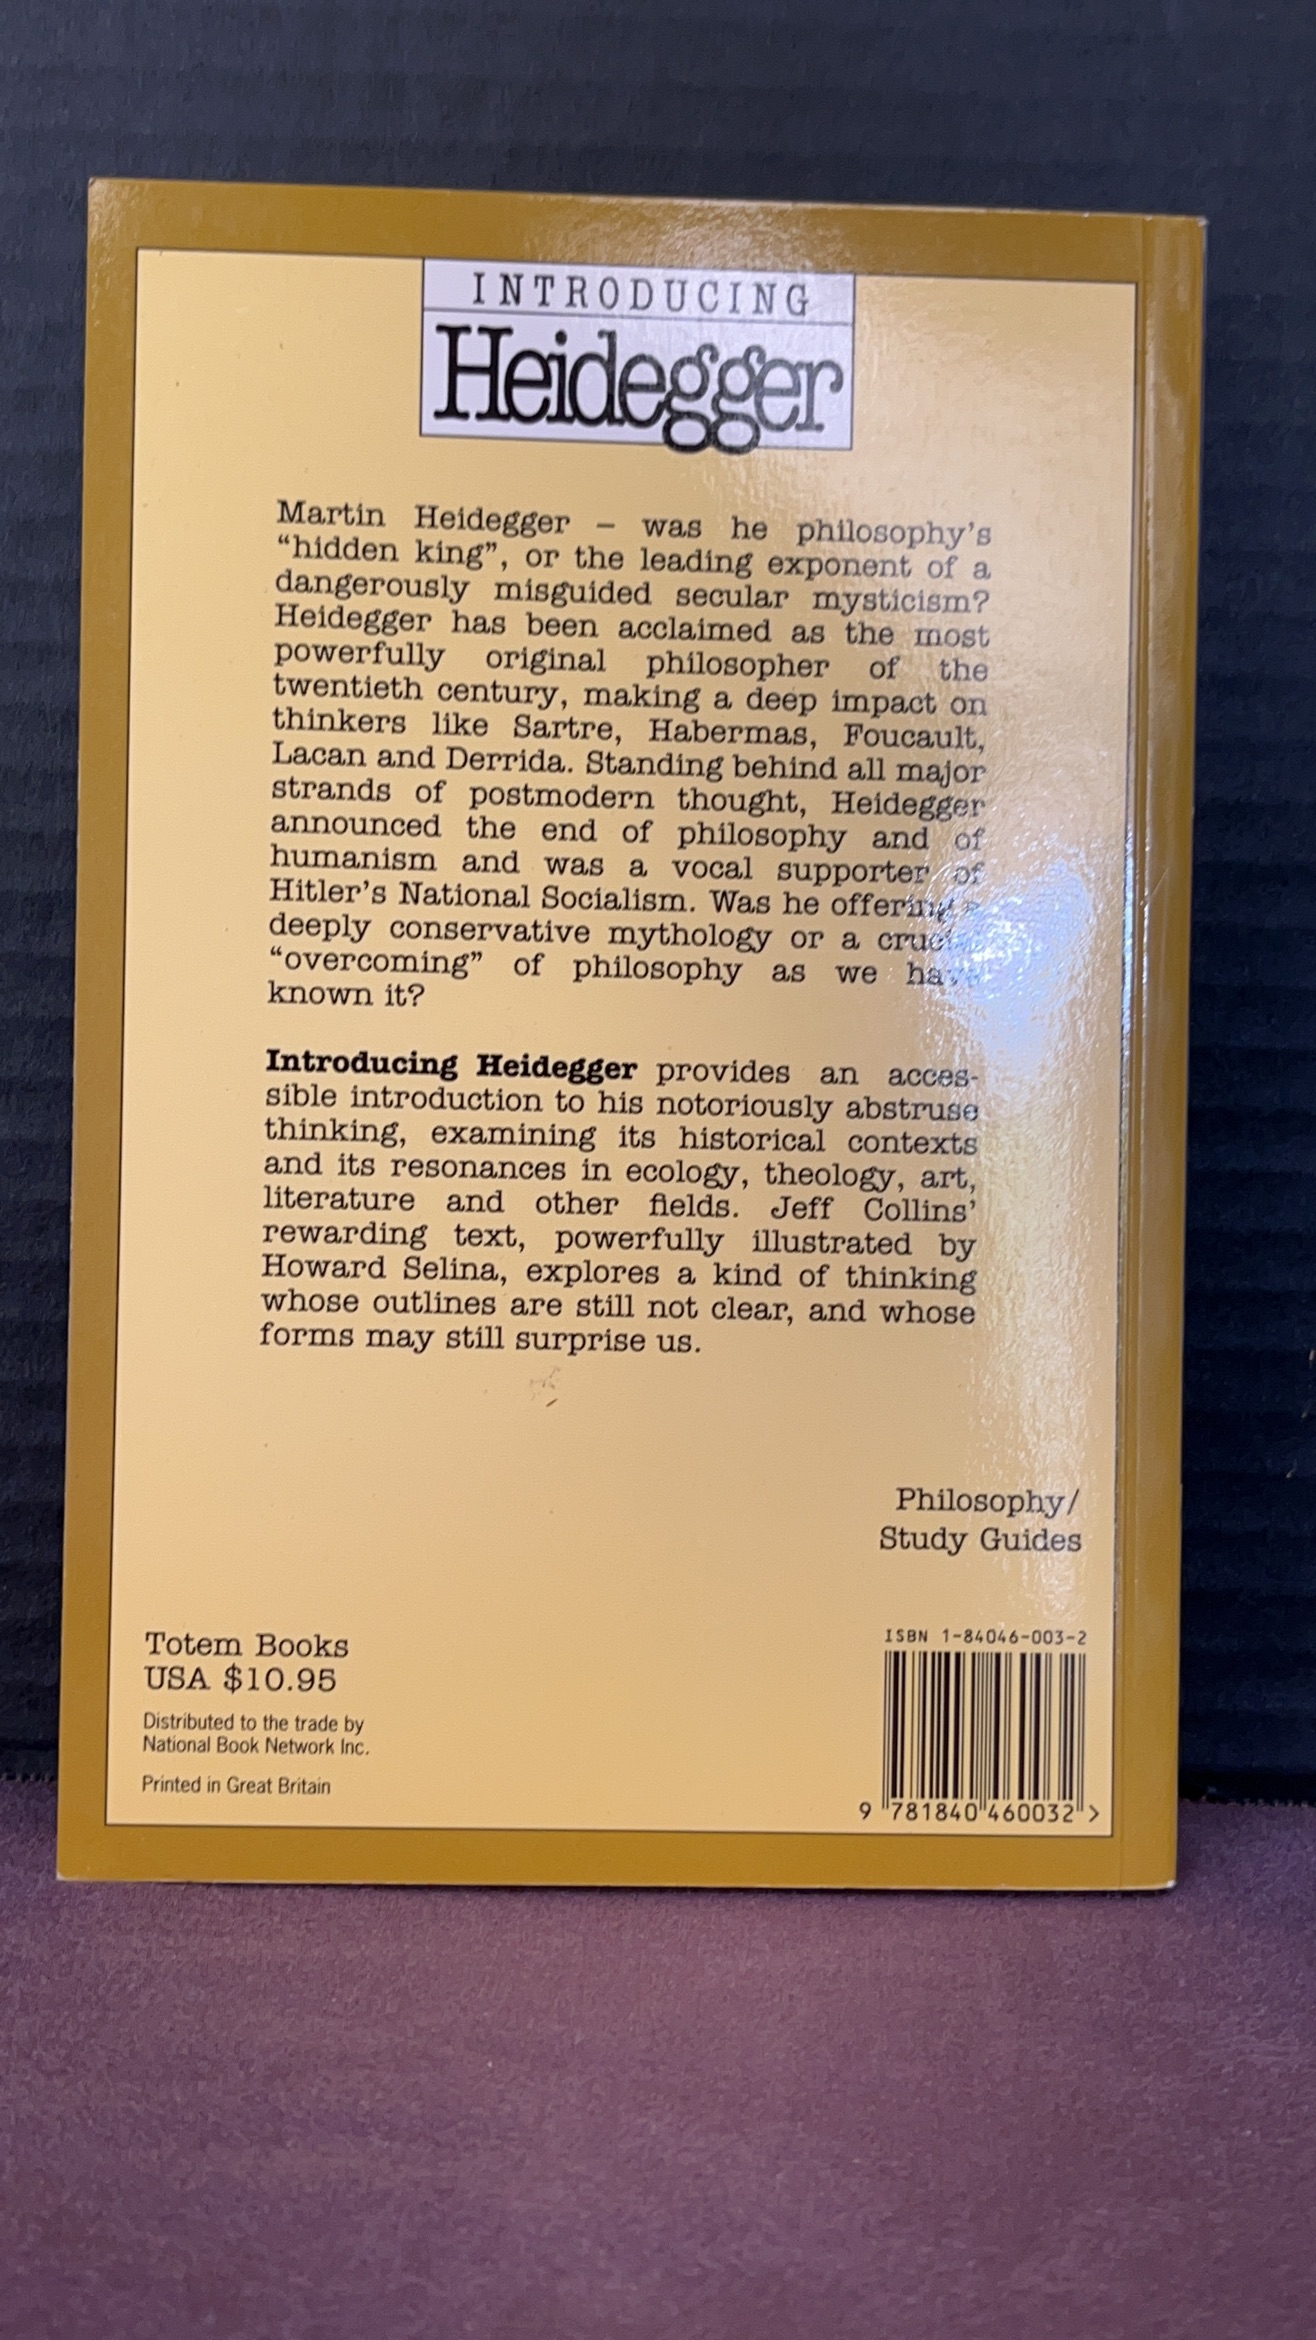 INTRODUCING
Heidegger
Martin Heidegger – was he philosophy's
“hidden king”, or the leading exponent of a
dangerously misguided secular mysticism?
Heidegger has been acclaimed as the most
powerfully original philosopher of the
twentieth century, making a deep impact on
thinkers like Sartre, Habermas, Foucault,
Lacan and Derrida. Standing behind all major
strands of postmodern thought, Heidegger
announced the end of philosophy and of
humanism and was a vocal supporter of
Hitler's National Socialism. Was he offering
deeply conservative mythology or a
“overcoming” of philosophy as we have
known it?
Introducing Heidegger provides an acces-
sible introduction to his notoriously abstruse
thinking, examining its historical contexts
and its resonances in ecology, theology, art,
literature and other fields. Jeff Collins'
rewarding text, powerfully illustrated by
Howard Selina, explores a kind of thinking
whose outlines are still not clear, and whose
forms may still surprise us.
Philosophy/
Study Guides
Totem Books
USA $10.95
Distributed to the trade by
National Book Network Inc.
Printed in Great Britain
ISBN 1-84046-003-2
9 781840 460032 >